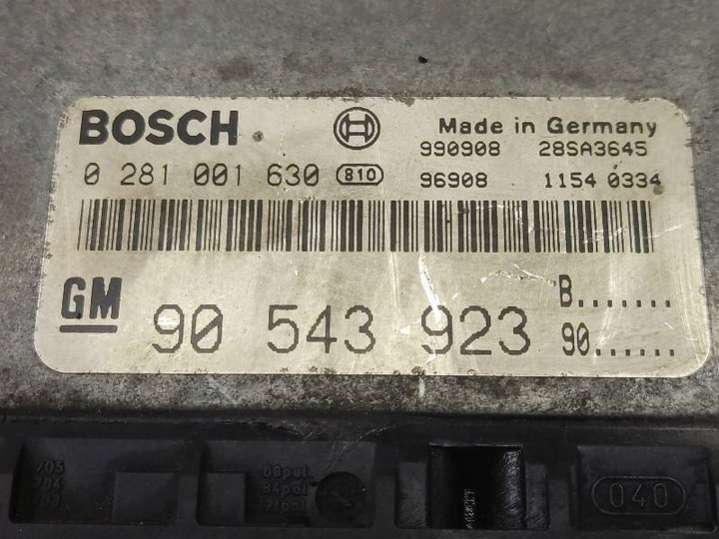 BOSCH
Made in Germany
990908 28SA3645
0 281 001 630 810
96908 1154 0334
GM
90 543 923
B.......
90......
040